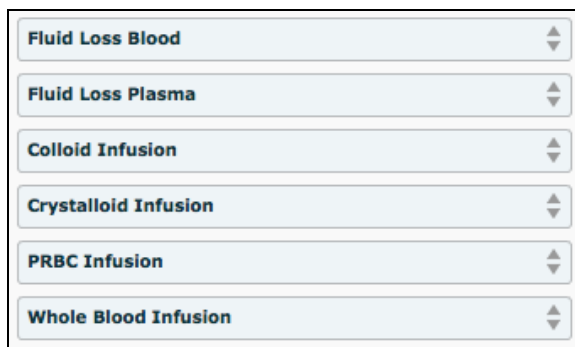 Fluid Loss Blood
Fluid Loss Plasma
Colloid Infusion
Crystalloid Infusion
PRBC Infusion
Whole Blood Infusion